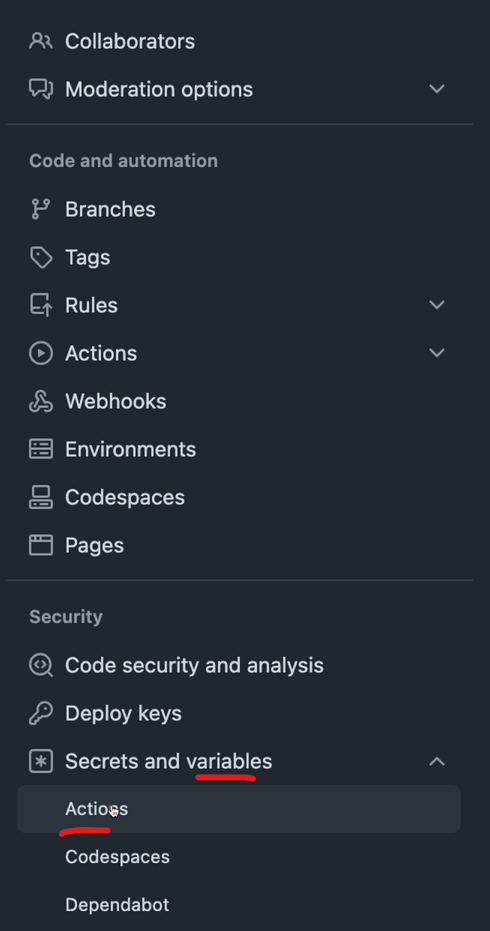 Collaborators
Moderation options
Code and automation
Branches
Tags
Rules
Actions
Webhooks
Environments
Codespaces
Pages
Security
Code security and analysis
Deploy keys
Secrets and variables
Actions
Codespaces
Dependabot